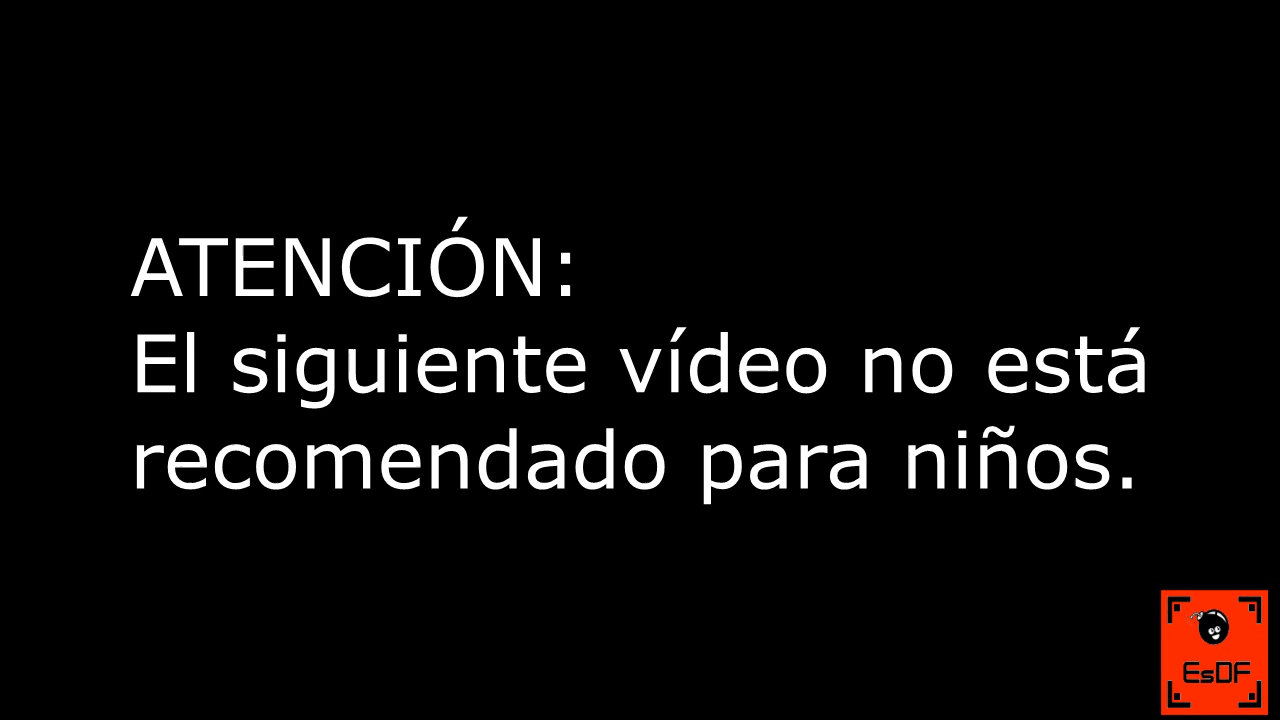 ATENCIÓN:
El siguiente vídeo no está
recomendado para niños.
EsDF